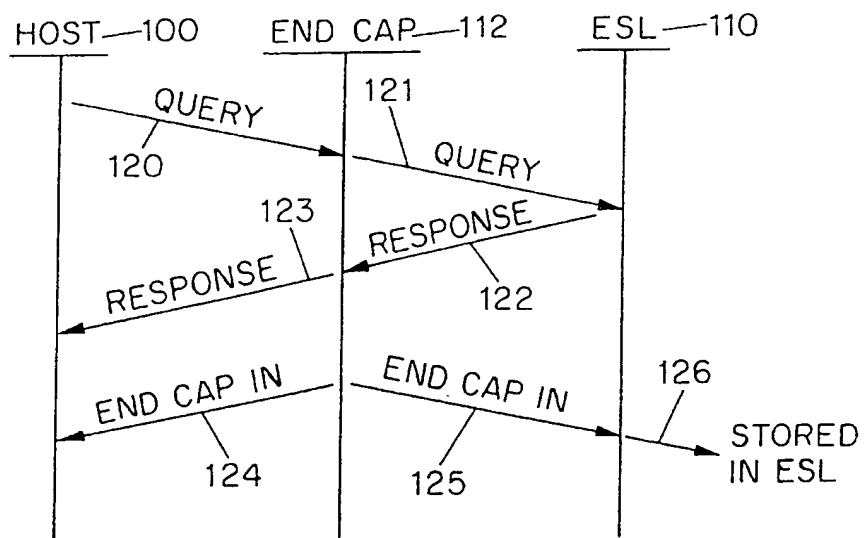 HOST 100
END CAP 112
ESL 110
QUERY
120
121
QUERY
123
RESPONSE
122
RESPONSE
END CAP IN
124
END CAP IN
125
126
STORED
IN ESL